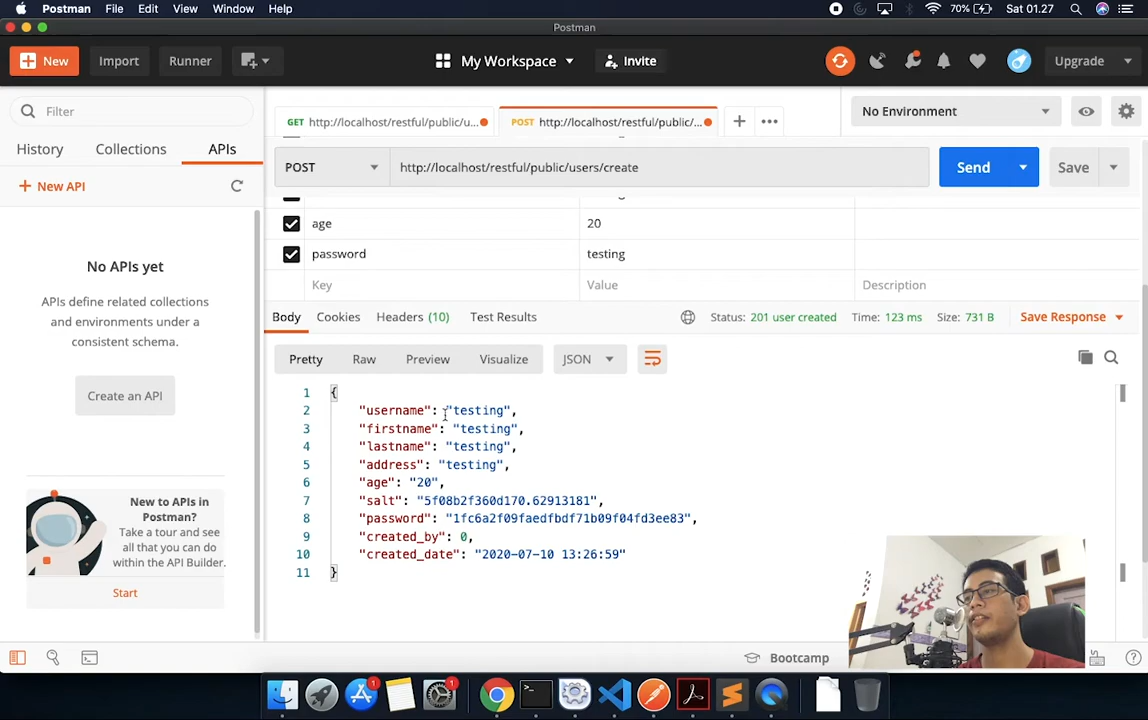 Postman File Edit View Window Help 70% Sat 01.27
Postman
New Import Runner My Workspace Invite Upgrade
Filter
GET http://localhost/restful/public/u... POST http://localhost/restful/public/... No Environment
History Collections APIs
New API
POST http://localhost/restful/public/users/create Send Save
age 20
password testing
Key Value Description
No APIs yet
APIs define related collections
and environments under a
consistent schema.
Create an API
Body Cookies Headers (10) Test Results Status: 201 user created Time: 123 ms Size: 731 B Save Response
Pretty Raw Preview Visualize JSON
1 {
2 "username": "testing",
3 "firstname": "testing",
4 "lastname": "testing",
5 "address": "testing",
6 "age": "20",
7 "salt": "5f08b2f360d170.62913181",
8 "password": "1fc6a2f09faedfbdf71b09f04fd3ee83",
9 "created_by": 0,
10 "created_date": "2020-07-10 13:26:59"
11 }
New to APIs in
Postman?
Take a tour and see
all that you can do
within the API Builder.
Start
Bootcamp
1
1